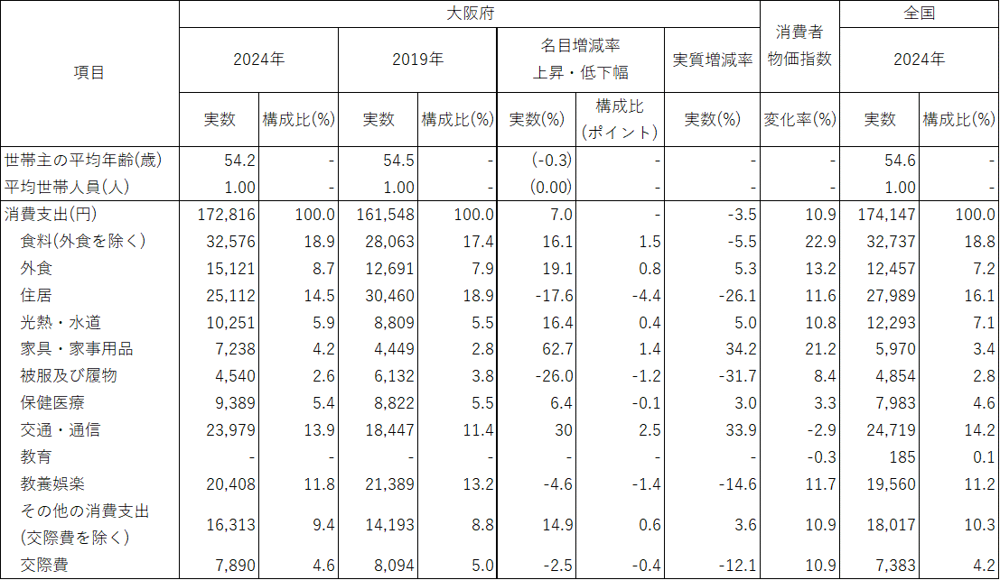 項目 大阪府 消費者物価指数 全国
2024年 2019年 名目増減率 上昇・低下幅 実質増減率 2024年
実数 構成比(%) 実数 構成比(%) 実数(%) 構成比(ポイント) 実数(%) 変化率(%) 実数 構成比(%)
世帯主の平均年齢(歳) 54.2 - 54.5 - (-0.3) - - - 54.6 -
平均世帯人員(人) 1.00 - 1.00 - (0.00) - - - 1.00 -
消費支出(円) 172,816 100.0 161,548 100.0 7.0 - -3.5 10.9 174,147 100.0
食料(外食を除く) 32,576 18.9 28,063 17.4 16.1 1.5 -5.5 22.9 32,737 18.8
外食 15,121 8.7 12,691 7.9 19.1 0.8 5.3 13.2 12,457 7.2
住居 25,112 14.5 30,460 18.9 -17.6 -4.4 -26.1 11.6 27,989 16.1
光熱・水道 10,251 5.9 8,809 5.5 16.4 0.4 5.0 10.8 12,293 7.1
家具・家事用品 7,238 4.2 4,449 2.8 62.7 1.4 34.2 21.2 5,970 3.4
被服及び履物 4,540 2.6 6,132 3.8 -26.0 -1.2 -31.7 8.4 4,854 2.8
保健医療 9,389 5.4 8,822 5.5 6.4 -0.1 3.0 3.3 7,983 4.6
交通・通信 23,979 13.9 18,447 11.4 30 2.5 33.9 -2.9 24,719 14.2
教育 - - - - - - - -0.3 185 0.1
教養娯楽 20,408 11.8 21,389 13.2 -4.6 -1.4 -14.6 11.7 19,560 11.2
その他の消費支出
(交際費を除く) 16,313 9.4 14,193 8.8 14.9 0.6 3.6 10.9 18,017 10.3
交際費 7,890 4.6 8,094 5.0 -2.5 -0.4 -12.1 10.9 7,383 4.2